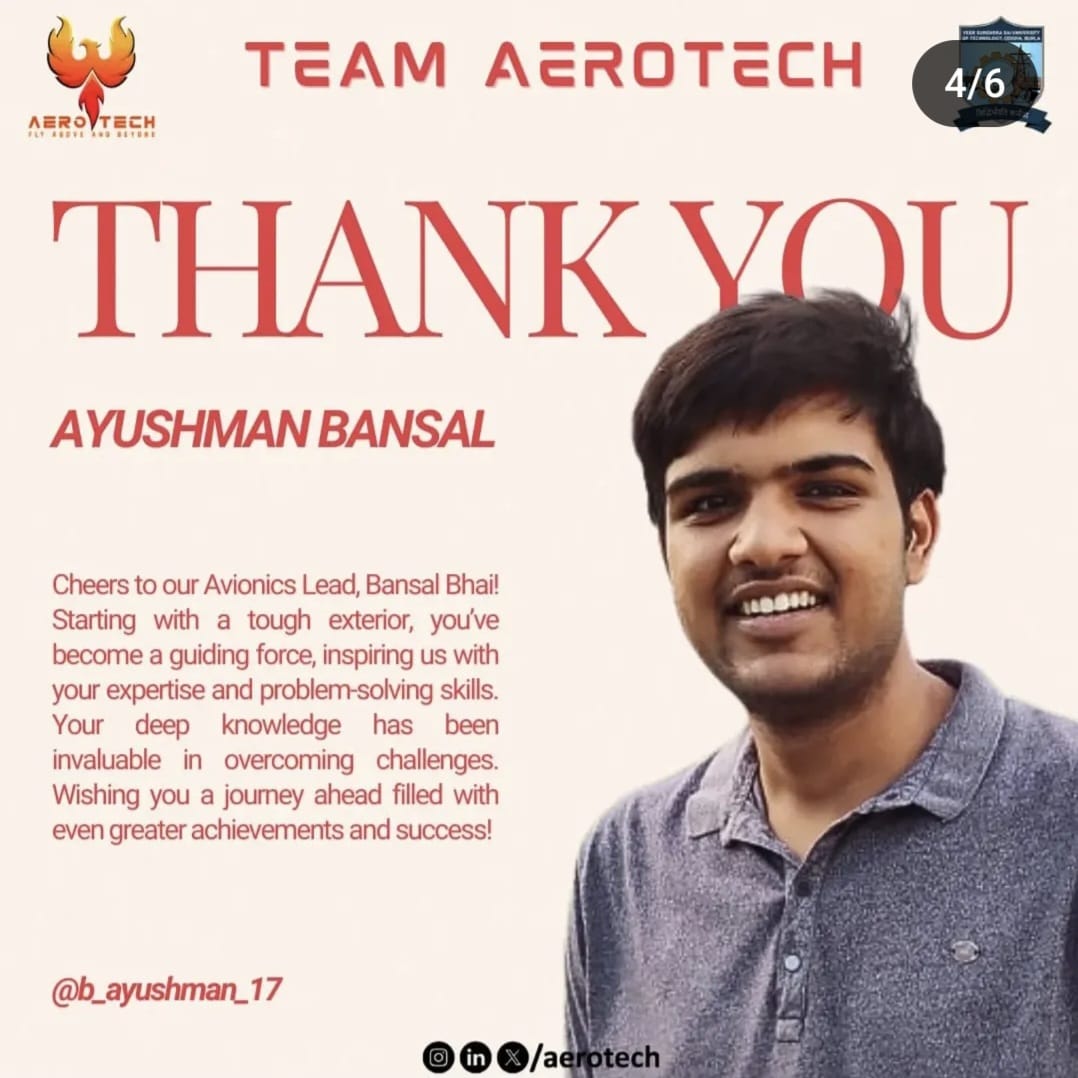 TEAM AEROTECH
AEROTECH
FLY ABOVE AND BEYOND
VEER SURENDRA SAI UNIVERSITY
OF TECHNOLOGY, ODISHA, BURLA
4/6
THANK YOU
AYUSHMAN BANSAL
Cheers to our Avionics Lead, Bansal Bhai!
Starting with a tough exterior, you’ve
become a guiding force, inspiring us with
your expertise and problem-solving skills.
Your deep knowledge has been
invaluable in overcoming challenges.
Wishing you a journey ahead filled with
even greater achievements and success!
@b_ayushman_17
/aerotech